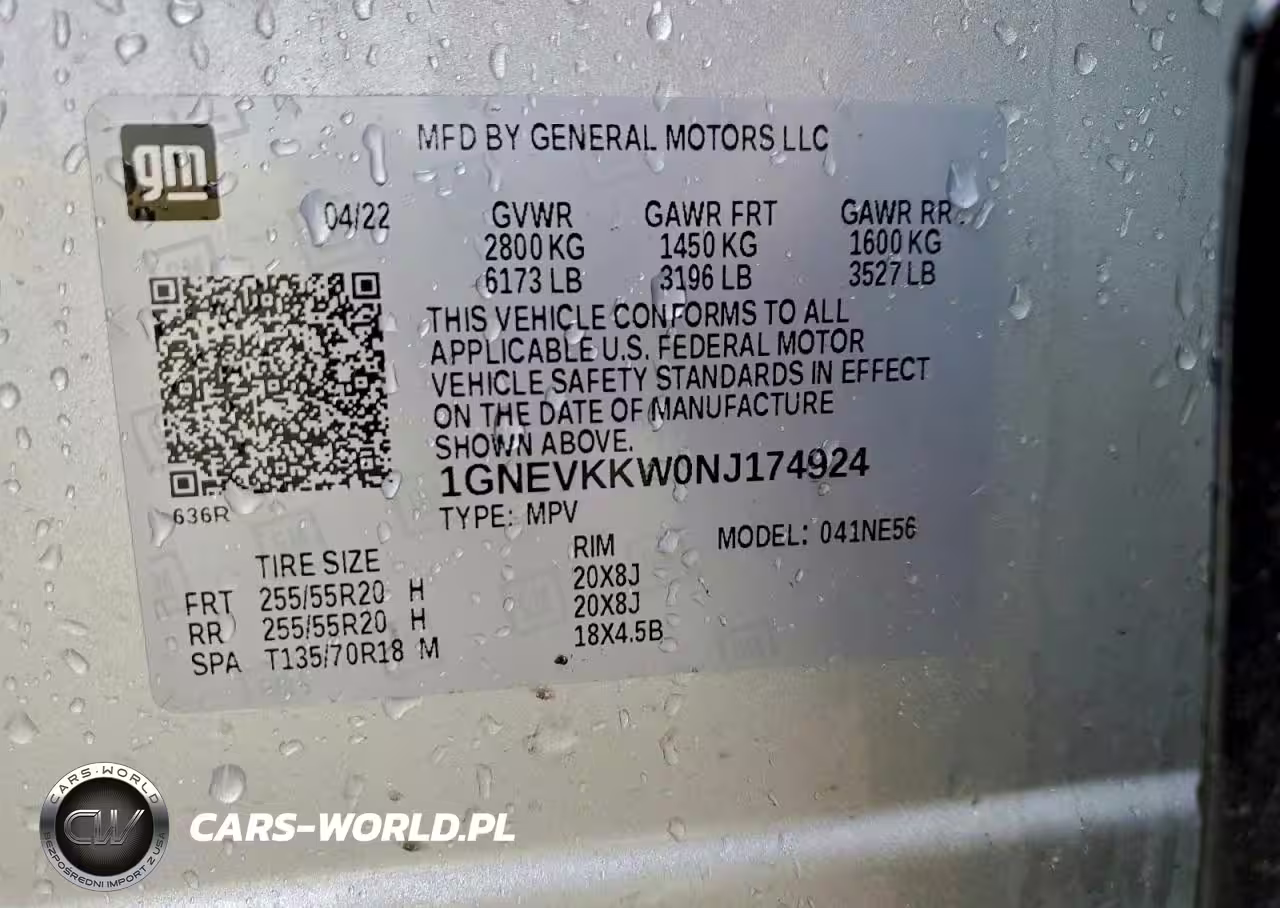 gm
MFD BY GENERAL MOTORS LLC
04/22
GVWR GAWR FRT GAWR RR
2800 KG 1450 KG 1600 KG
6173 LB 3196 LB 3527 LB
THIS VEHICLE CONFORMS TO ALL
APPLICABLE U.S. FEDERAL MOTOR
VEHICLE SAFETY STANDARDS IN EFFECT
ON THE DATE OF MANUFACTURE
SHOWN ABOVE.
1GNEVKKW0NJ174924
636R
TYPE: MPV MODEL: 041NE56
TIRE SIZE RIM
FRT 255/55R20 H 20X8J
RR 255/55R20 H 20X8J
SPA T135/70R18 M 18X4.5B
CARS-WORLD
CW
BEZPOŚREDNI IMPORT Z USA
CARS-WORLD.PL